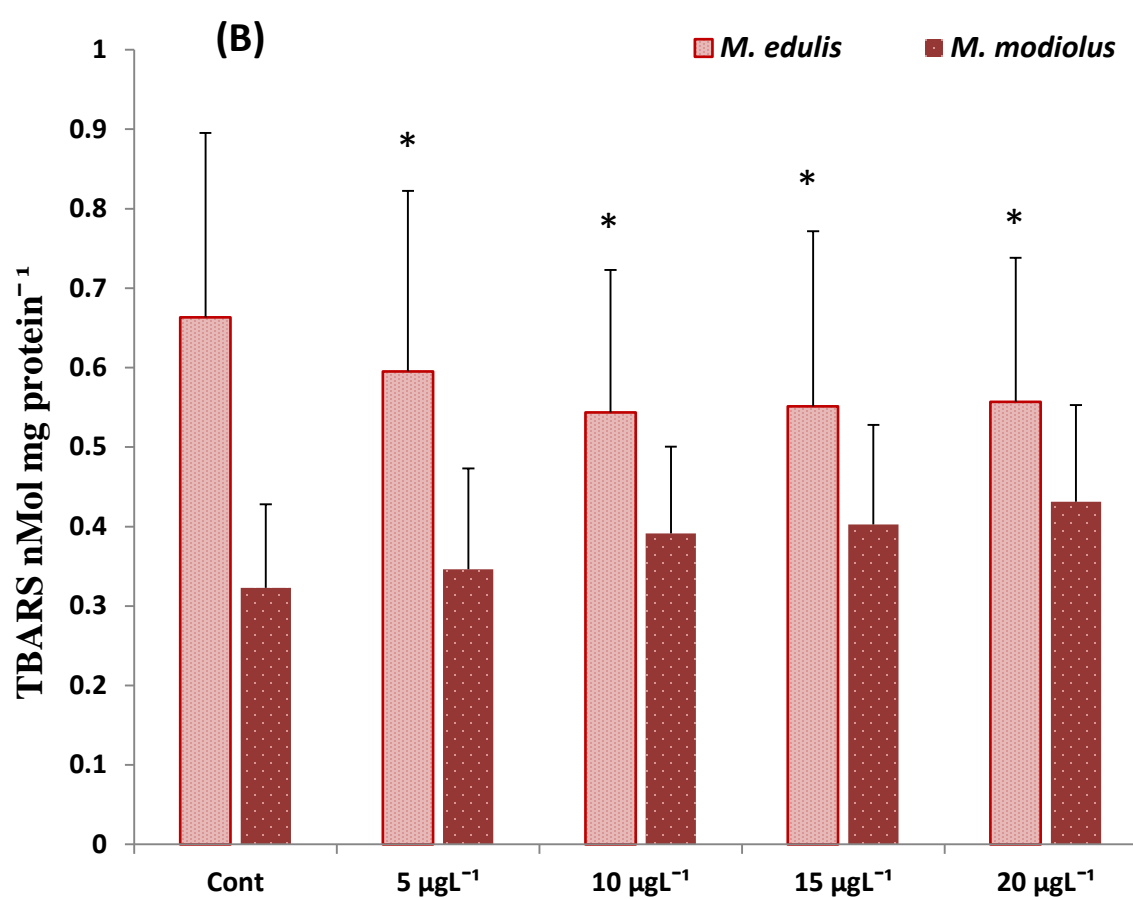 (B)
M. edulis M. modiolus
TBARS nMol mg protein⁻¹
1
0.9
0.8
0.7
0.6
0.5
0.4
0.3
0.2
0.1
0
* * * *
Cont 5 µgL⁻¹ 10 µgL⁻¹ 15 µgL⁻¹ 20 µgL⁻¹